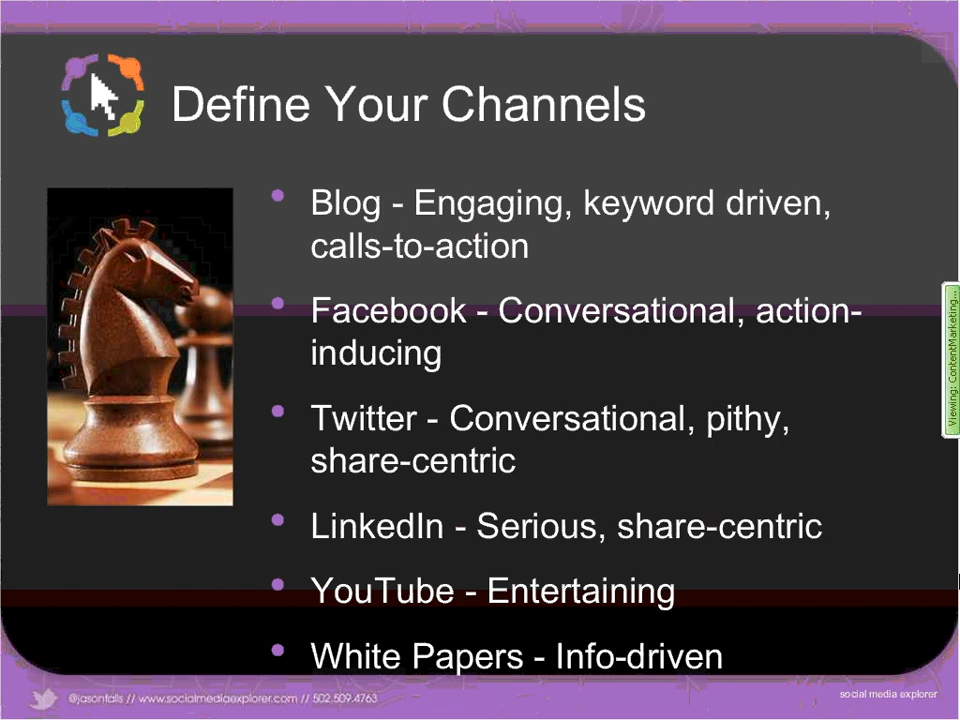 Define Your Channels
Blog - Engaging, keyword driven,
calls-to-action
Facebook - Conversational, action-
inducing
Twitter - Conversational, pithy,
share-centric
LinkedIn - Serious, share-centric
YouTube - Entertaining
White Papers - Info-driven
Viewing: ContentMarketing...
@jasonfalls // www.socialmediaexplorer.com // 502.509.4763
social media explorer